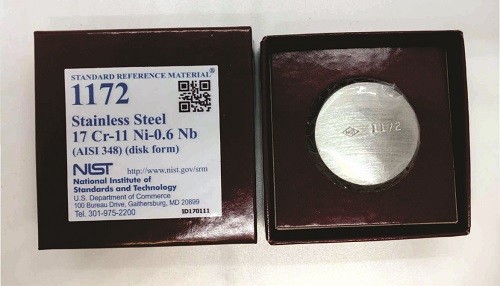 STANDARD REFERENCE MATERIAL®
1172
Stainless Steel
17 Cr-11 Ni-0.6 Nb
(AISI 348) (disk form)
NIST http://www.nist.gov/srm
National Institute of
Standards and Technology
U.S. Department of Commerce
100 Bureau Drive, Gaithersburg, MD 20899
Tel. 301-975-2200
ID170111
1172